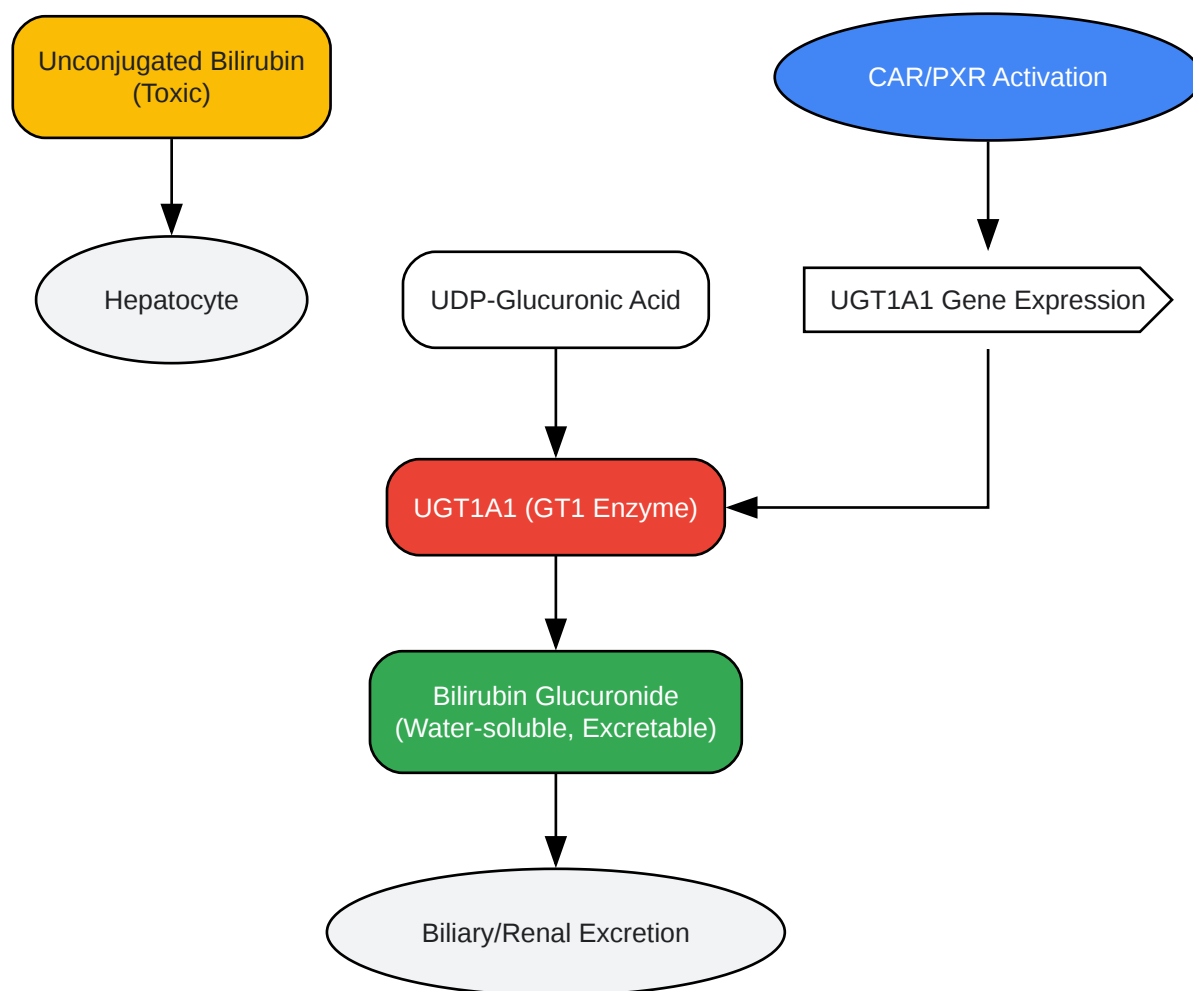 Unconjugated Bilirubin
(Toxic)
CAR/PXR Activation
Hepatocyte
UDP-Glucuronic Acid
UGT1A1 Gene Expression
UGT1A1 (GT1 Enzyme)
Bilirubin Glucuronide
(Water-soluble, Excretable)
Biliary/Renal Excretion